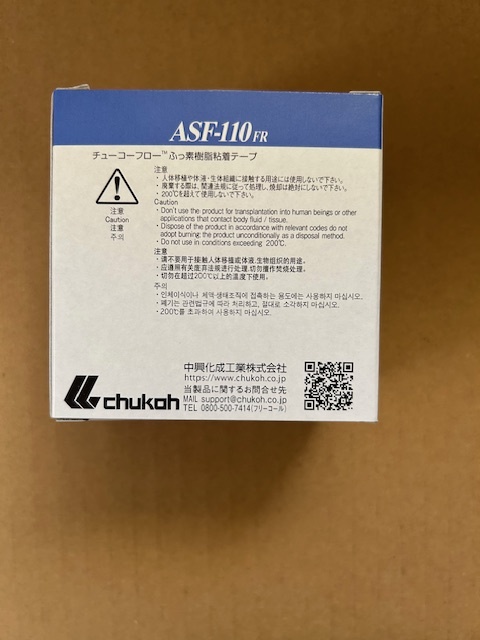 ASF-110 FR
チューコーフロー™ ふっ素樹脂粘着テープ
注意
Caution
注意
주의
注意
・人体移植や体液・生体組織に接触する用途には使用しないで下さい。
・廃棄する際は、関連法規に従って処理し、焼却は絶対にしないで下さい。
・200℃を超えて使用しないで下さい。
Caution
・Don't use the product for transplantation into human beings or other
applications that contact body fluid / tissue.
・Dispose of the product in accordance with relevant codes do not
adopt burning; the product unconditionally as a disposal method.
・Do not use in conditions exceeding 200℃.
注意
・请不要用于接触人体移植或体液,生物组织的用途。
・应遵照有关废弃法规进行处理,切勿擅作焚烧处理。
・切勿在超过200℃以上的温度下使用。
주의
・인체이식이나 체액·생태조직에 접촉하는 용도에는 사용하지 마십시오.
・폐기는 관련법규에 따라 처리하고, 절대로 소각하지 마십시오.
・200℃를 초과하여 사용하지 마십시오.
中興化成工業株式会社
https://www.chukoh.co.jp
当製品に関するお問合せ先
MAIL support@chukoh.co.jp
TEL 0800-500-7414(フリーコール)
chukoh